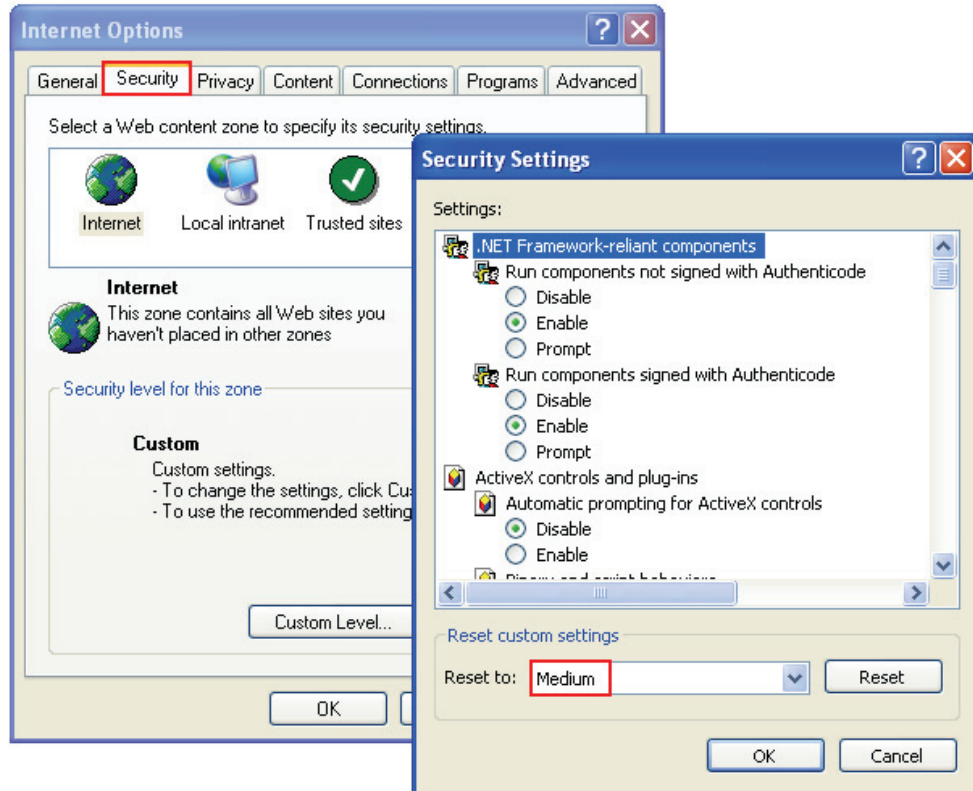 Internet Options
General Security Privacy Content Connections Programs Advanced
Select a Web content zone to specify its security settings.
Internet Local intranet Trusted sites
Internet
This zone contains all Web sites you
haven't placed in other zones
Security level for this zone
Custom
Custom settings.
- To change the settings, click
- To use the recommended
Custom Level...
OK
Security Settings
Settings:
.NET Framework-reliant components
Run components not signed with Authenticode
Disable
Enable
Prompt
Run components signed with Authenticode
Disable
Enable
Prompt
ActiveX controls and plug-ins
Automatic prompting for ActiveX controls
Disable
Enable
Reset custom settings
Reset to: Medium Reset
OK Cancel